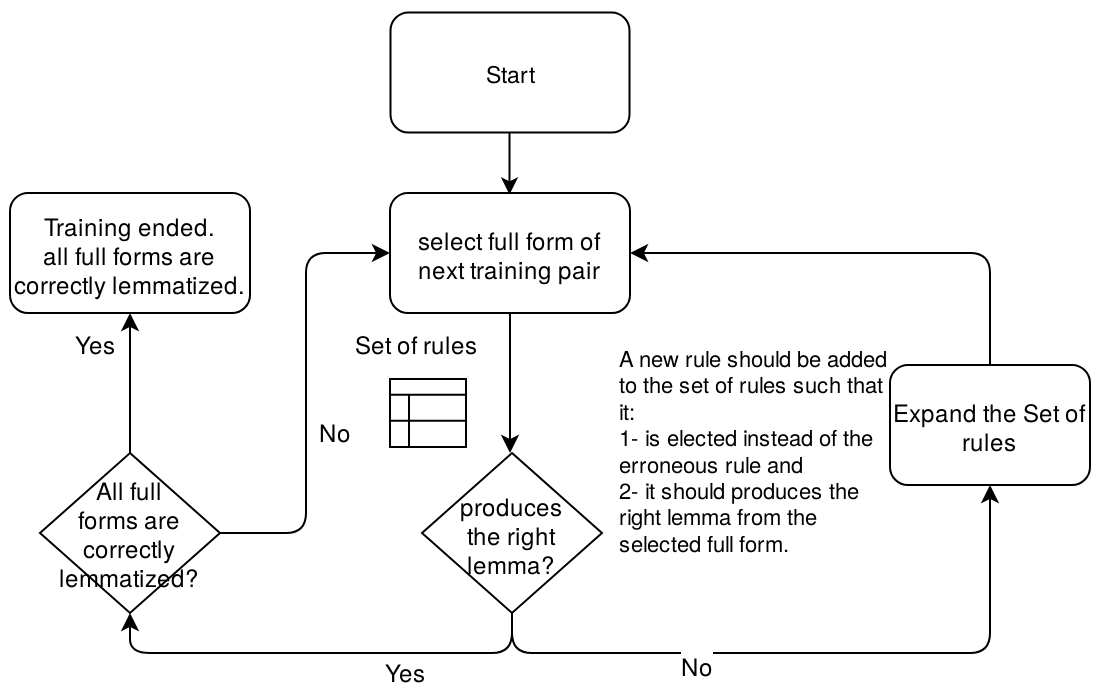 Start
Training ended.
all full forms are
correctly lemmatized.
select full form of
next training pair
Yes
Set of rules
No
A new rule should be added
to the set of rules such that
it:
1- is elected instead of the
erroneous rule and
2- it should produces the
right lemma from the
selected full form.
Expand the Set of
rules
All full
forms are
correctly
lemmatized?
produces
the right
lemma?
Yes
No